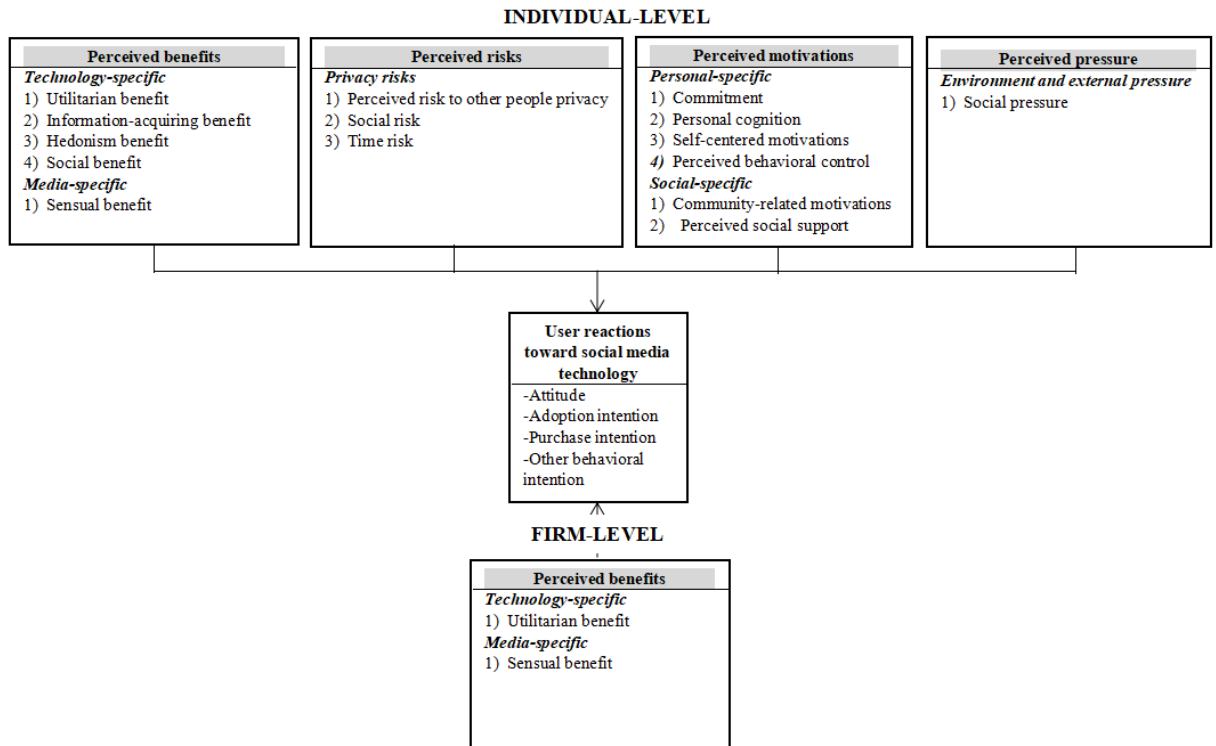 INDIVIDUAL-LEVEL
Perceived benefits
Technology-specific
1) Utilitarian benefit
2) Information-acquiring benefit
3) Hedonism benefit
4) Social benefit
Media-specific
1) Sensual benefit
Perceived risks
Privacy risks
1) Perceived risk to other people privacy
2) Social risk
3) Time risk
Perceived motivations
Personal-specific
1) Commitment
2) Personal cognition
3) Self-centered motivations
4) Perceived behavioral control
Social-specific
1) Community-related motivations
2) Perceived social support
Perceived pressure
Environment and external pressure
1) Social pressure
User reactions
toward social media
technology
-Attitude
-Adoption intention
-Purchase intention
-Other behavioral
intention
FIRM-LEVEL
Perceived benefits
Technology-specific
1) Utilitarian benefit
Media-specific
1) Sensual benefit